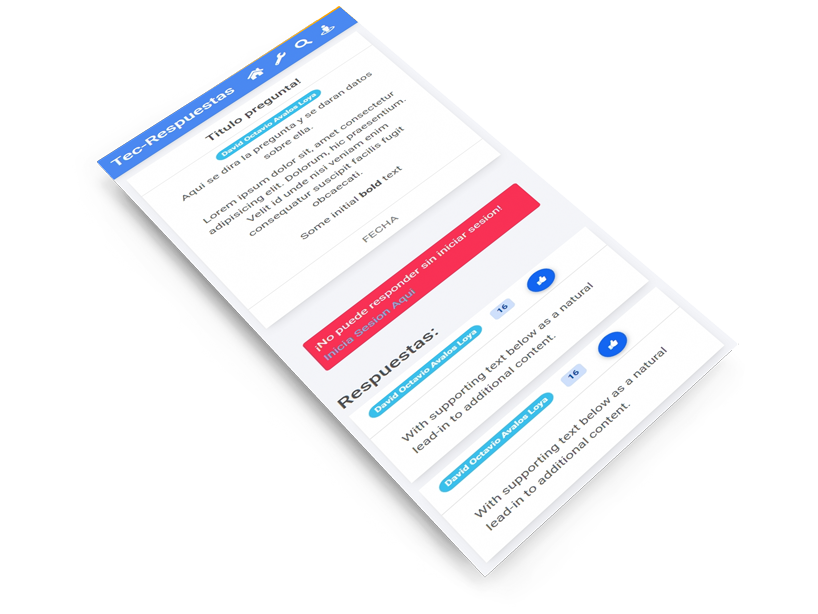 Tec-Respuestas
Titulo pregunta!
David Octavio Avalos Loya
Aqui se dira la pregunta y se daran datos
sobre ella.
Lorem ipsum dolor sit, amet consectetur
adipisicing elit. Dolorum, hic praesentium.
Velit id unde nisi veniam enim
consequatur suscipit facilis fugit
obcaecati.
Some initial bold text
FECHA
¡No puede responder sin iniciar sesion!
Inicia Sesion Aqui
Respuestas:
David Octavio Avalos Loya
16
With supporting text below as a natural
lead-in to additional content.
David Octavio Avalos Loya
16
With supporting text below as a natural
lead-in to additional content.